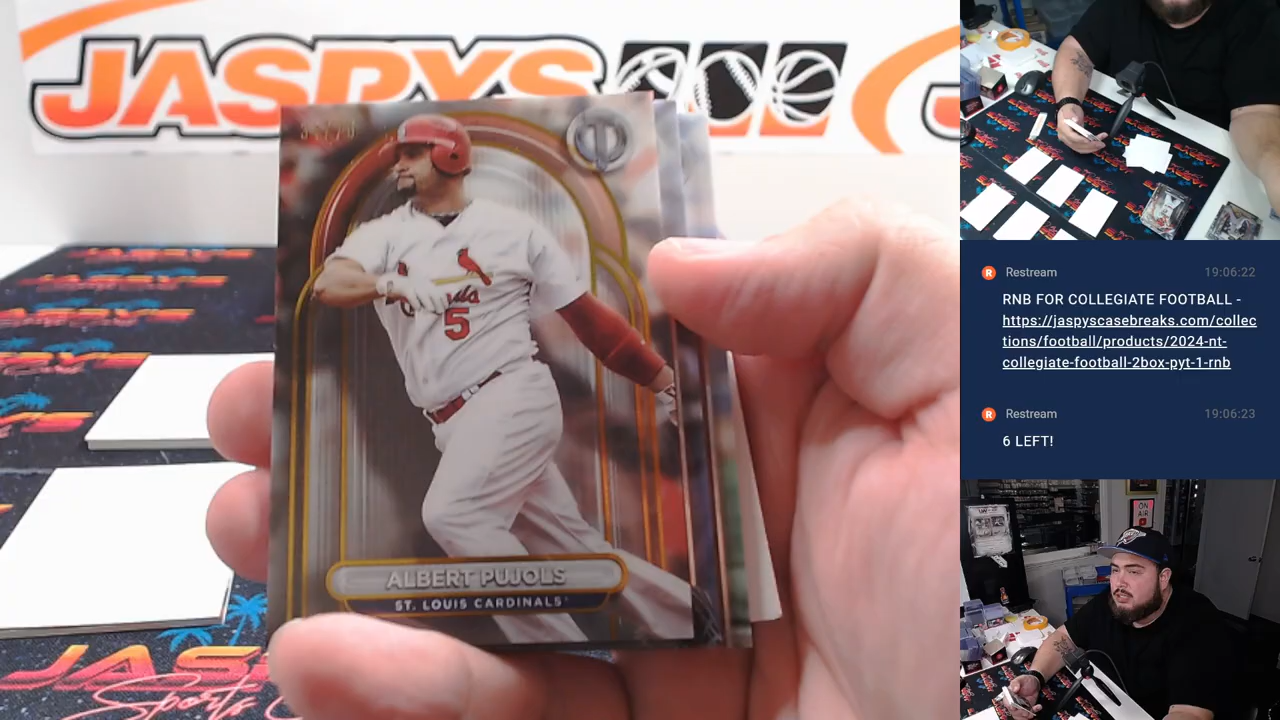 JASPYS
ALBERT PUJOLS
ST. LOUIS CARDINALS
5
JAS
Sports
R Restream 19:06:22
RNB FOR COLLEGIATE FOOTBALL -
https://jaspyscasebreaks.com/collec
tions/football/products/2024-nt-
collegiate-football-2box-pyt-1-rnb
R Restream 19:06:23
6 LEFT!
ON
AIR